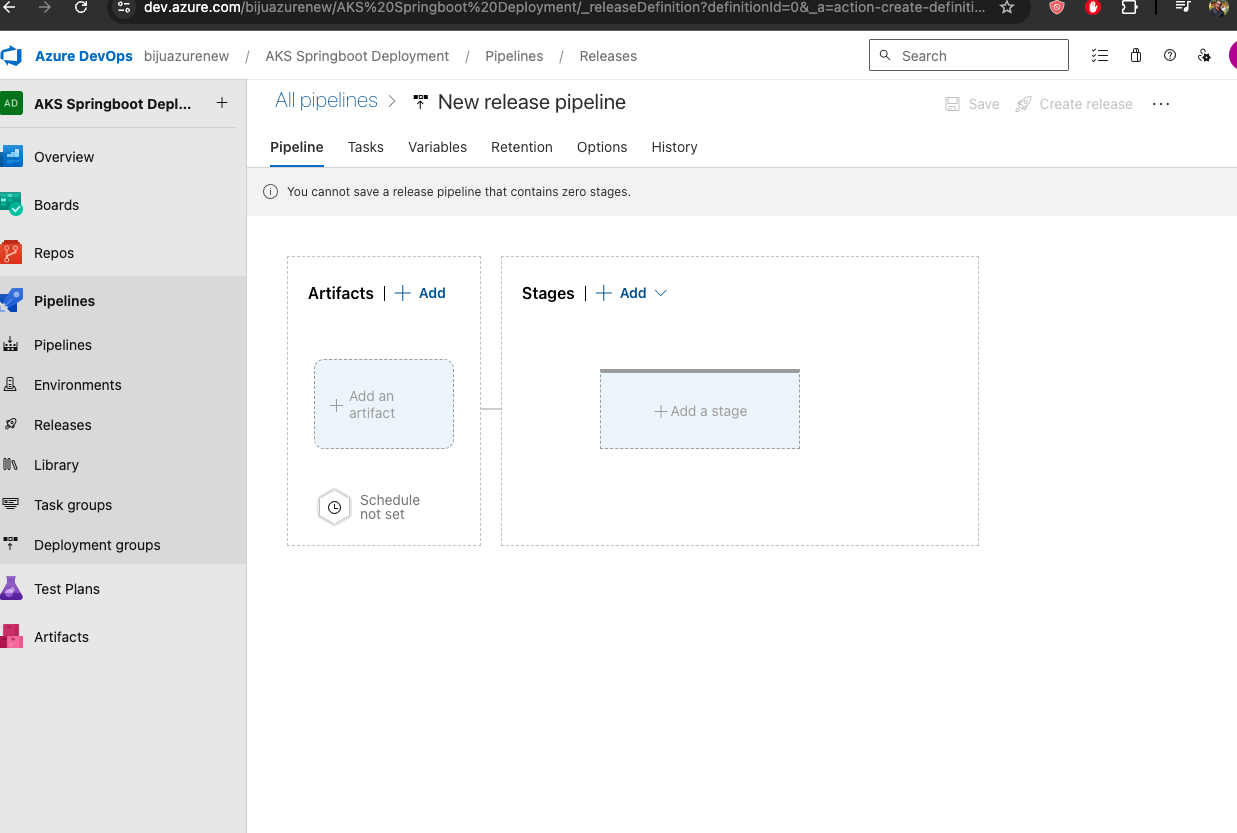 dev.azure.com/bijuazurenew/AKS%20Springboot%20Deployment/_releaseDefinition?definitionId=0&_a=action-create-definiti...
Azure DevOps bijuazurenew / AKS Springboot Deployment / Pipelines / Releases Search
AD AKS Springboot Depl... +
All pipelines > New release pipeline Save Create release ...
Pipeline Tasks Variables Retention Options History
You cannot save a release pipeline that contains zero stages.
Overview
Boards
Repos
Pipelines
Pipelines
Environments
Releases
Library
Task groups
Deployment groups
Test Plans
Artifacts
Artifacts | + Add
Add an
artifact
Schedule
not set
Stages | + Add
+ Add a stage